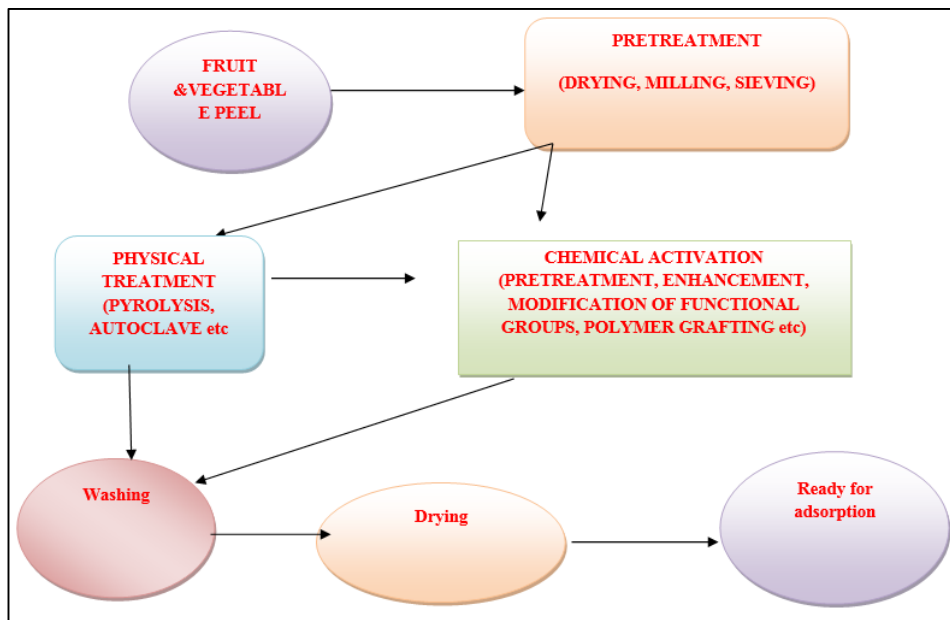 FRUIT
&VEGETABL
E PEEL
PRETREATMENT
(DRYING, MILLING, SIEVING)
PHYSICAL
TREATMENT
(PYROLYSIS,
AUTOCLAVE etc
CHEMICAL ACTIVATION
(PRETREATMENT, ENHANCEMENT,
MODIFICATION OF FUNCTIONAL
GROUPS, POLYMER GRAFTING etc)
Washing
Drying
Ready for
adsorption